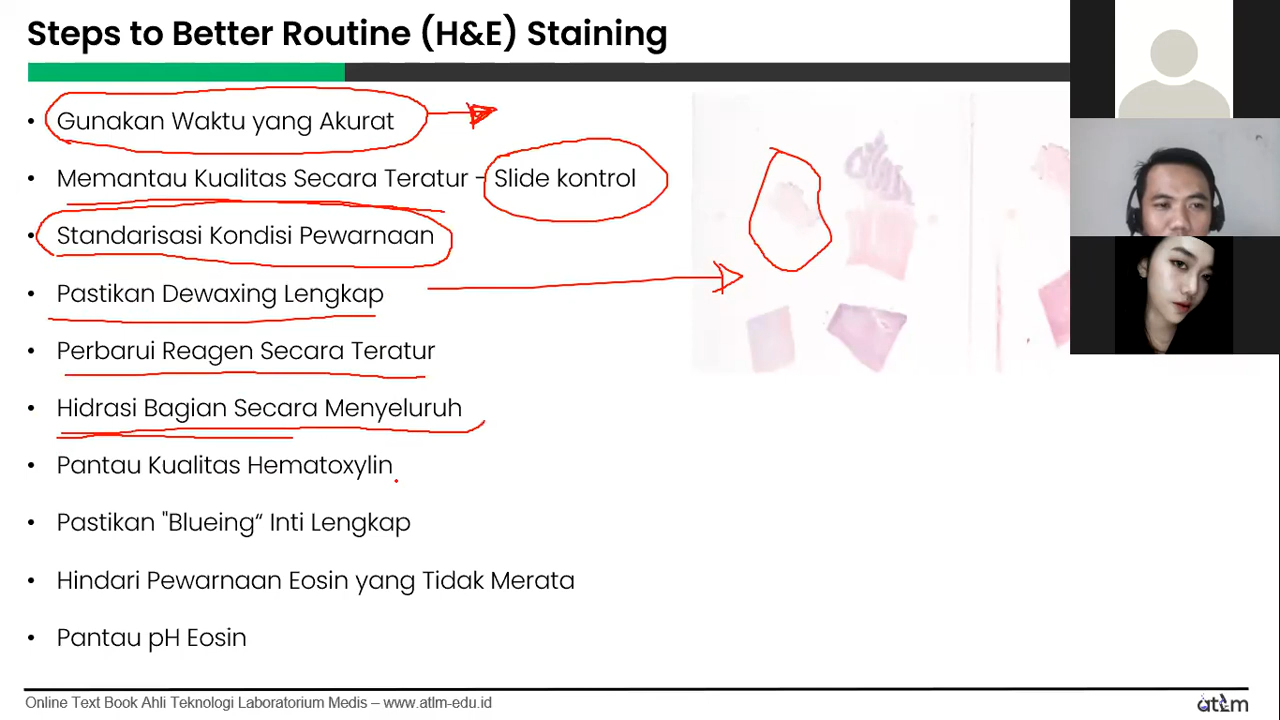 Steps to Better Routine (H&E) Staining
• Gunakan Waktu yang Akurat
• Memantau Kualitas Secara Teratur - Slide kontrol
• Standarisasi Kondisi Pewarnaan
• Pastikan Dewaxing Lengkap
• Perbarui Reagen Secara Teratur
• Hidrasi Bagian Secara Menyeluruh
• Pantau Kualitas Hematoxylin
• Pastikan "Blueing“ Inti Lengkap
• Hindari Pewarnaan Eosin yang Tidak Merata
• Pantau pH Eosin
Online Text Book Ahli Teknologi Laboratorium Medis – www.atlm-edu.id
atlm